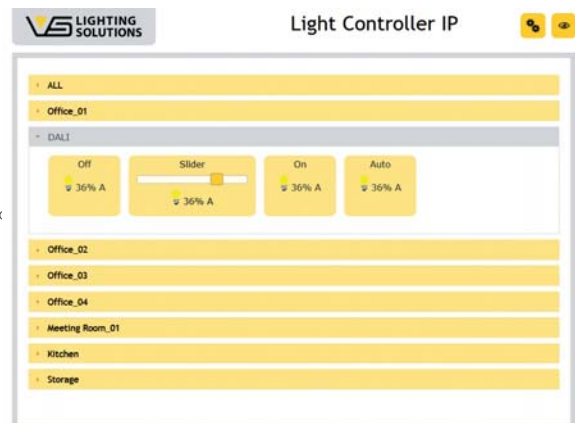 VS LIGHTING SOLUTIONS
Light Controller IP
ALL
Office_01
DALI
Off
36% A
Slider
36% A
On
36% A
Auto
36% A
Office_02
Office_03
Office_04
Meeting Room_01
Kitchen
Storage